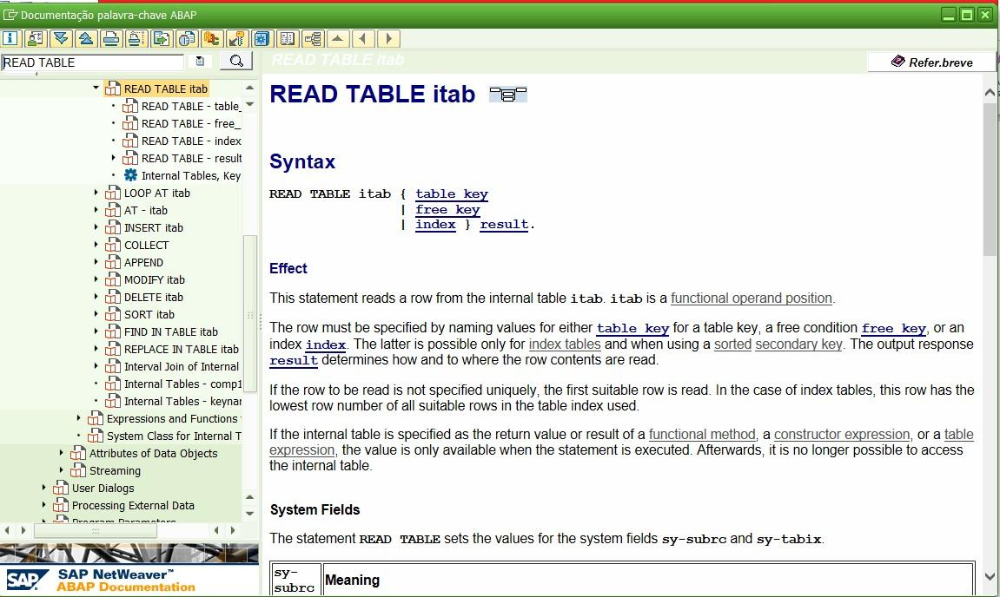 Documentação palavra-chave ABAP
READ TABLE
READ TABLE itab
Refer.breve
READ TABLE itab
READ TABLE - table_
READ TABLE - free_
READ TABLE - index
READ TABLE - result
Internal Tables, Key
LOOP AT itab
AT - itab
INSERT itab
COLLECT
APPEND
MODIFY itab
DELETE itab
SORT itab
FIND IN TABLE itab
REPLACE IN TABLE itab
Interval Join of Internal
Internal Tables - comp1
Internal Tables - keynar
Expressions and Functions
System Class for Internal T
Attributes of Data Objects
Streaming
User Dialogs
Processing External Data
Program Parameters
SAP
SAP NetWeaver™
ABAP Documentation
READ TABLE itab
Syntax
READ TABLE itab { table_key
| free_key
| index } result.
Effect
This statement reads a row from the internal table itab. itab is a functional operand position.
The row must be specified by naming values for either table_key for a table key, a free condition free_key, or an
index index. The latter is possible only for index tables and when using a sorted secondary key. The output response
result determines how and to where the row contents are read.
If the row to be read is not specified uniquely, the first suitable row is read. In the case of index tables, this row has the
lowest row number of all suitable rows in the table index used.
If the internal table is specified as the return value or result of a functional method, a constructor expression, or a table
expression, the value is only available when the statement is executed. Afterwards, it is no longer possible to access
the internal table.
System Fields
The statement READ TABLE sets the values for the system fields sy-subrc and sy-tabix.
sy-
subrc
Meaning